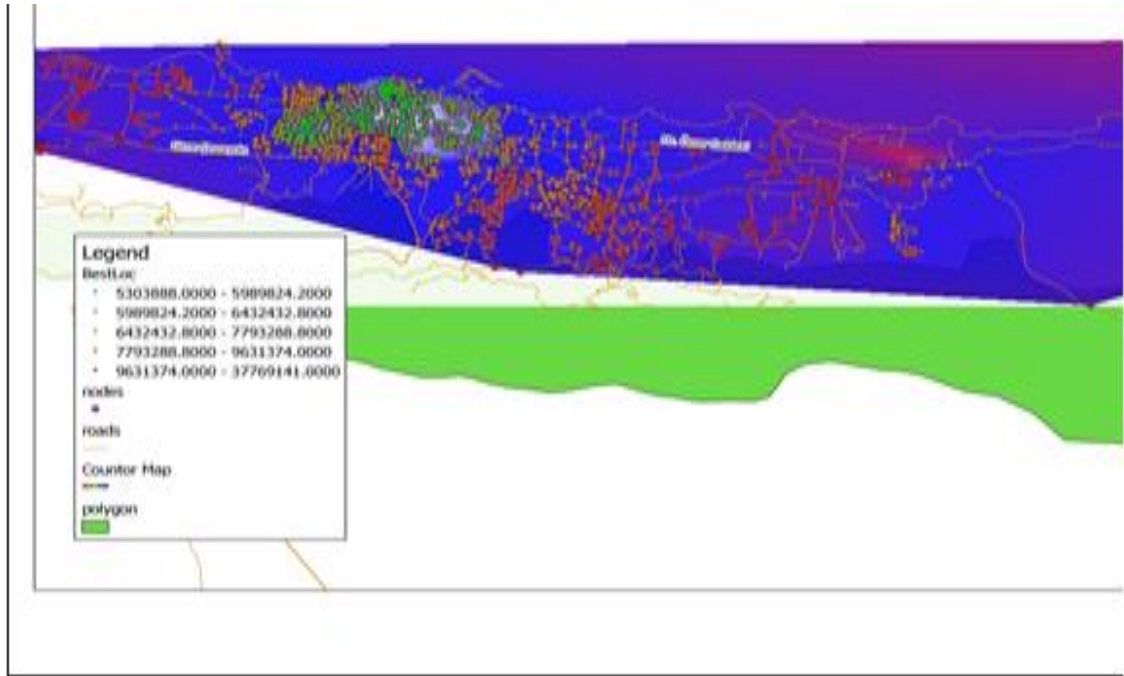 Legend
BestLoc
5303888.0000 - 5989824.2000
5989824.2000 - 6432432.8000
6432432.8000 - 7793288.8000
7793288.8000 - 9631374.0000
9631374.0000 - 37769141.0000
nodes
roads
Countor Map
polygon